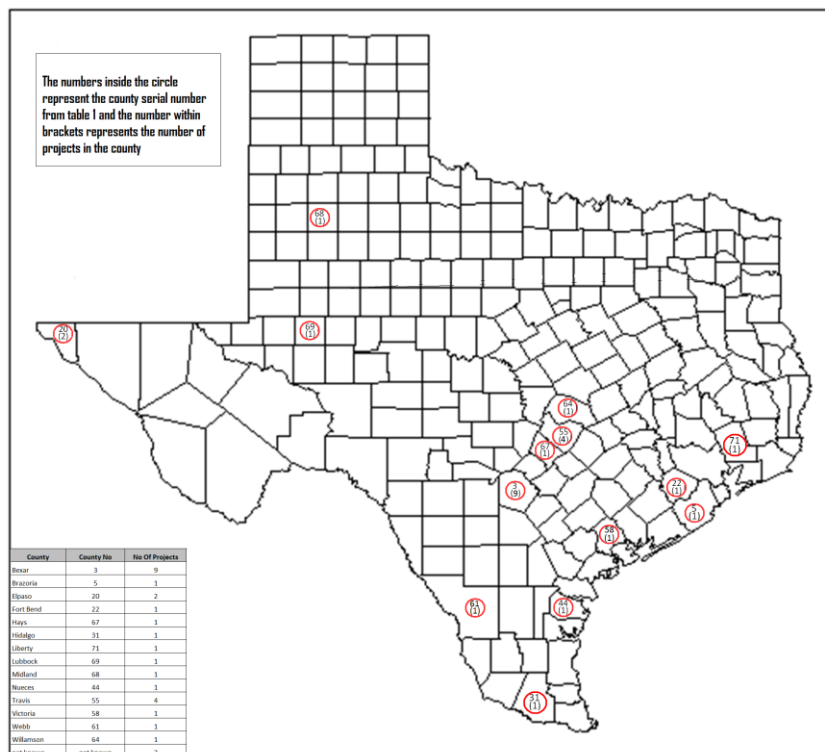 The numbers inside the circle
represent the county serial number
from table 1 and the number within
brackets represents the number of
projects in the county
68
(1)
20
(2)
69
(1)
64
(1)
55
(4)
67
(1)
71
(1)
3
(9)
22
(1)
5
(1)
58
(1)
61
(1)
44
(1)
31
(1)
County County No No Of Projects
Bexar 3 9
Brazoria 5 1
Elpaso 20 2
Fort Bend 22 1
Hays 67 1
Hidalgo 31 1
Liberty 71 1
Lubbock 69 1
Midland 68 1
Nueces 44 1
Travis 55 4
Victoria 58 1
Webb 61 1
Willamson 64 1
not known not known